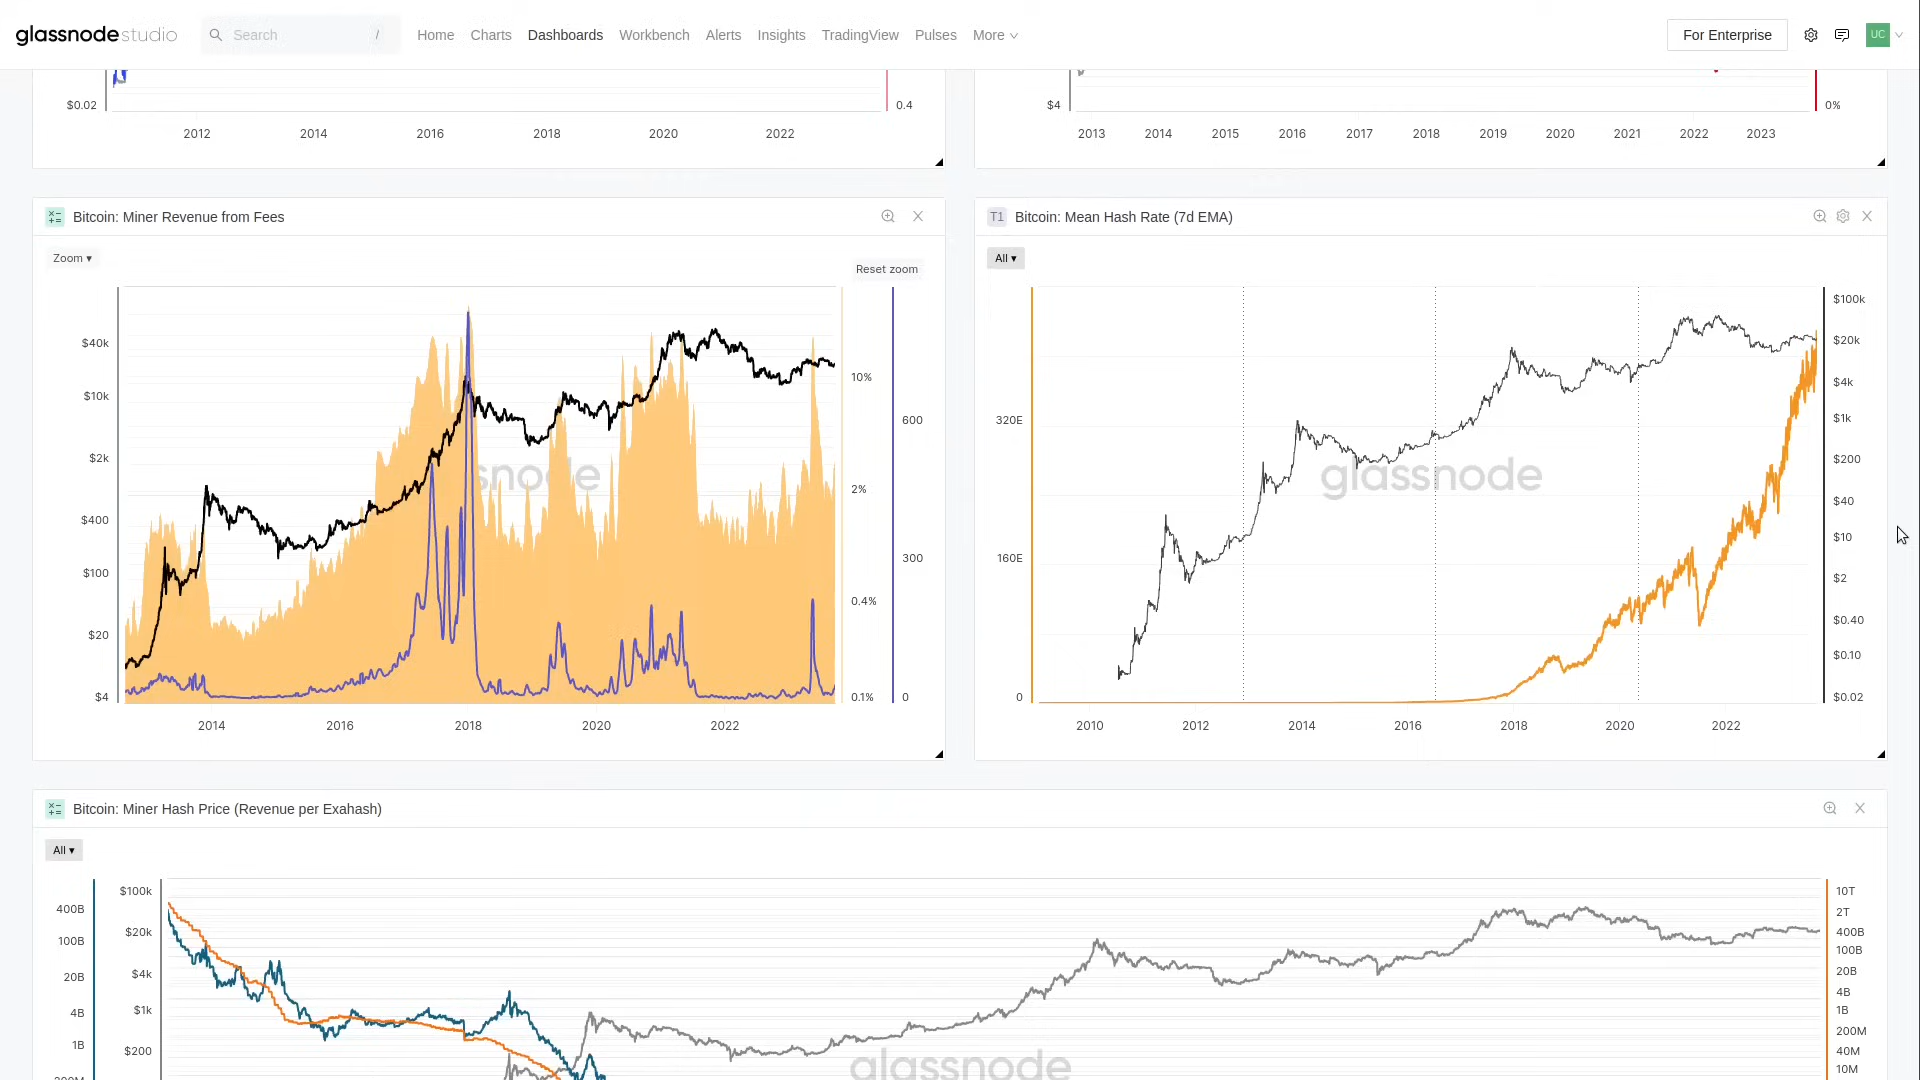 glassnodestudio Search / Home Charts Dashboards Workbench Alerts Insights TradingView Pulses More For Enterprise UC
$0.02 0.4
2012 2014 2016 2018 2020 2022
$4 0%
2013 2014 2015 2016 2017 2018 2019 2020 2021 2022 2023
Bitcoin: Miner Revenue from Fees
Zoom ▾
Reset zoom
$40k
$10k
$2k
$400
$100
$20
$4
10%
2%
0.4%
0.1%
600
300
0
snode
2014 2016 2018 2020 2022
T1 Bitcoin: Mean Hash Rate (7d EMA)
All ▾
320E
160E
0
$100k
$20k
$4k
$1k
$200
$40
$10
$2
$0.40
$0.10
$0.02
glassnode
2010 2012 2014 2016 2018 2020 2022
Bitcoin: Miner Hash Price (Revenue per Exahash)
All ▾
400B
100B
20B
4B
1B
200M
$100k
$20k
$4k
$1k
$200
10T
2T
400B
100B
20B
4B
1B
200M
40M
10M
glassnode